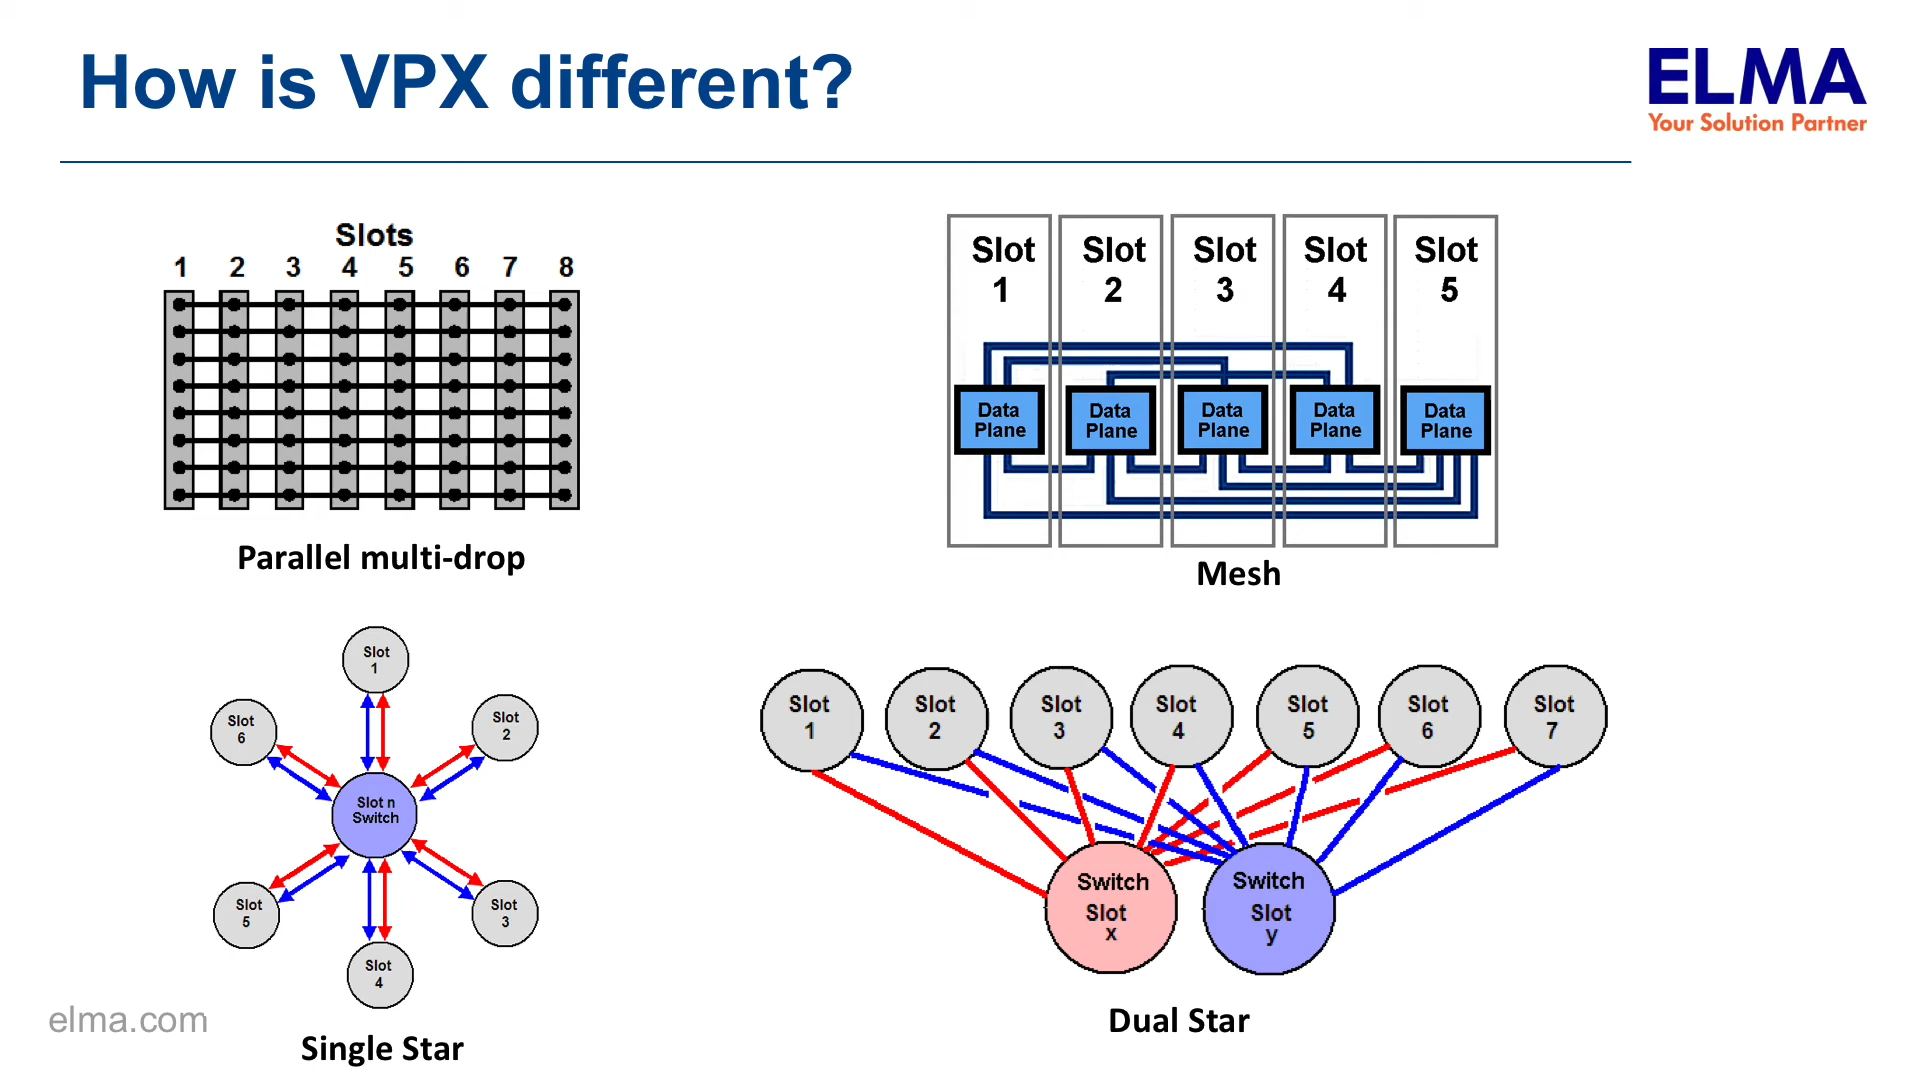 How is VPX different?
ELMA
Your Solution Partner
Slots
1 2 3 4 5 6 7 8
Parallel multi-drop
Slot
1
Slot
2
Slot
3
Slot
4
Slot
5
Data
Plane
Data
Plane
Data
Plane
Data
Plane
Data
Plane
Mesh
Slot
1
Slot
2
Slot
3
Slot
4
Slot
5
Slot
6
Slot n
Switch
Single Star
Slot
1
Slot
2
Slot
3
Slot
4
Slot
5
Slot
6
Slot
7
Switch
Slot
x
Switch
Slot
y
Dual Star
elma.com